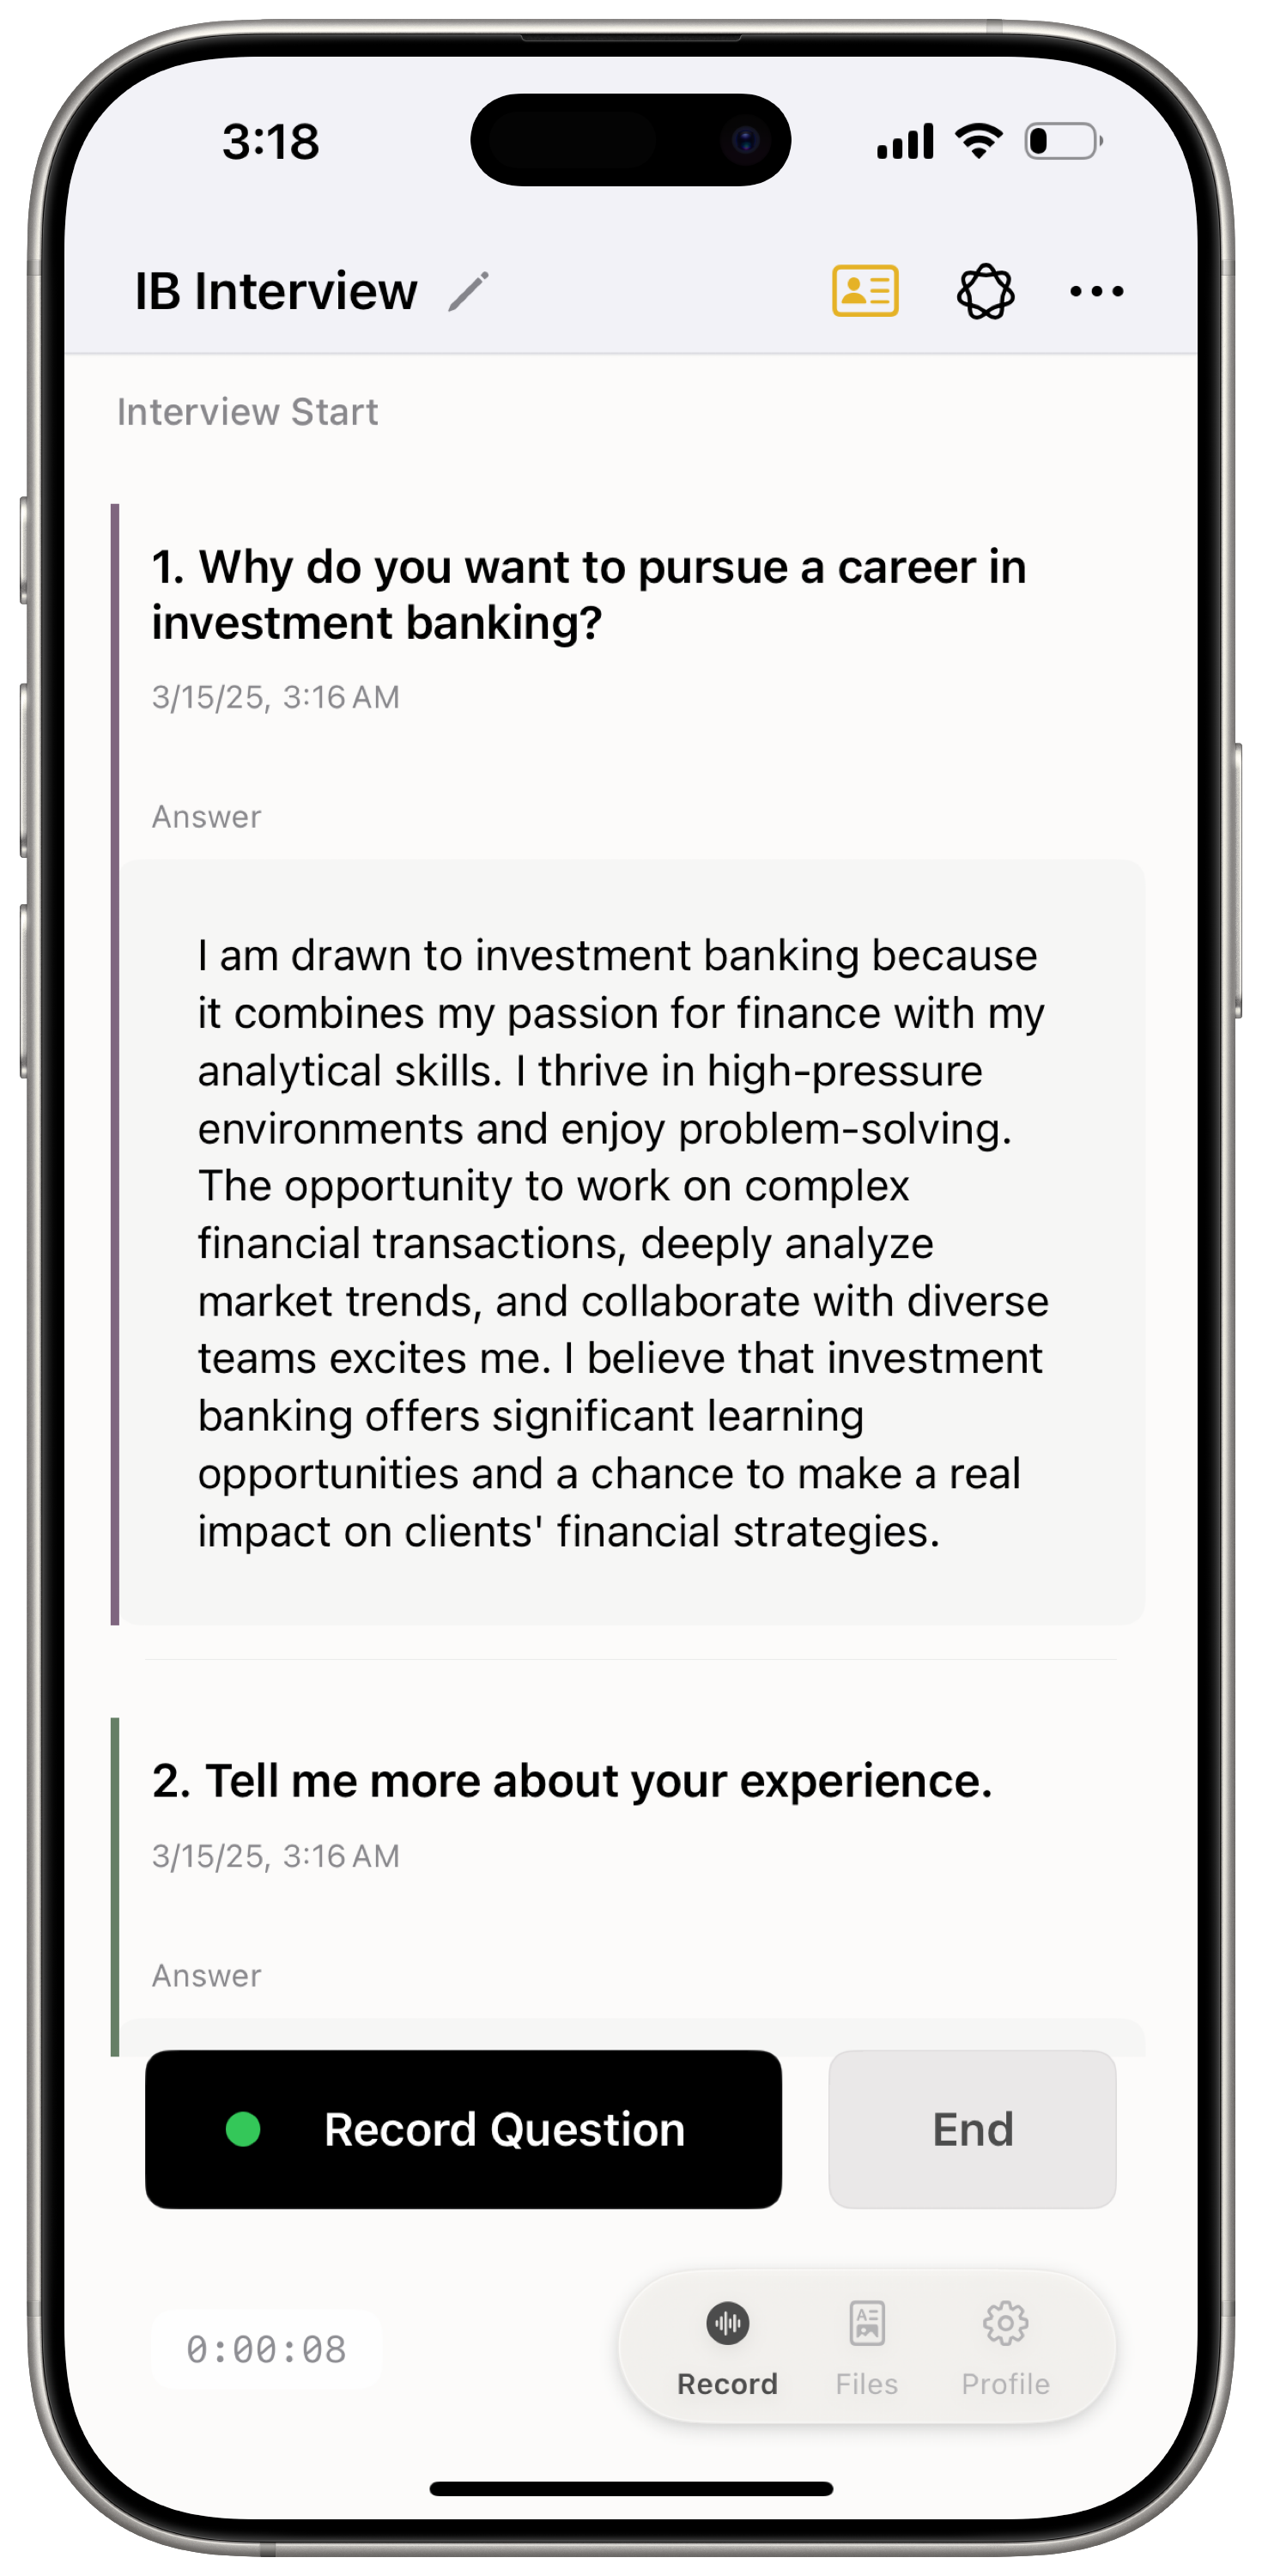 3:18
IB Interview
Interview Start
1. Why do you want to pursue a career in
investment banking?
3/15/25, 3:16 AM
Answer
I am drawn to investment banking because
it combines my passion for finance with my
analytical skills. I thrive in high-pressure
environments and enjoy problem-solving.
The opportunity to work on complex
financial transactions, deeply analyze
market trends, and collaborate with diverse
teams excites me. I believe that investment
banking offers significant learning
opportunities and a chance to make a real
impact on clients' financial strategies.
2. Tell me more about your experience.
3/15/25, 3:16 AM
Answer
Record Question
End
0:00:08
Record
Files
Profile